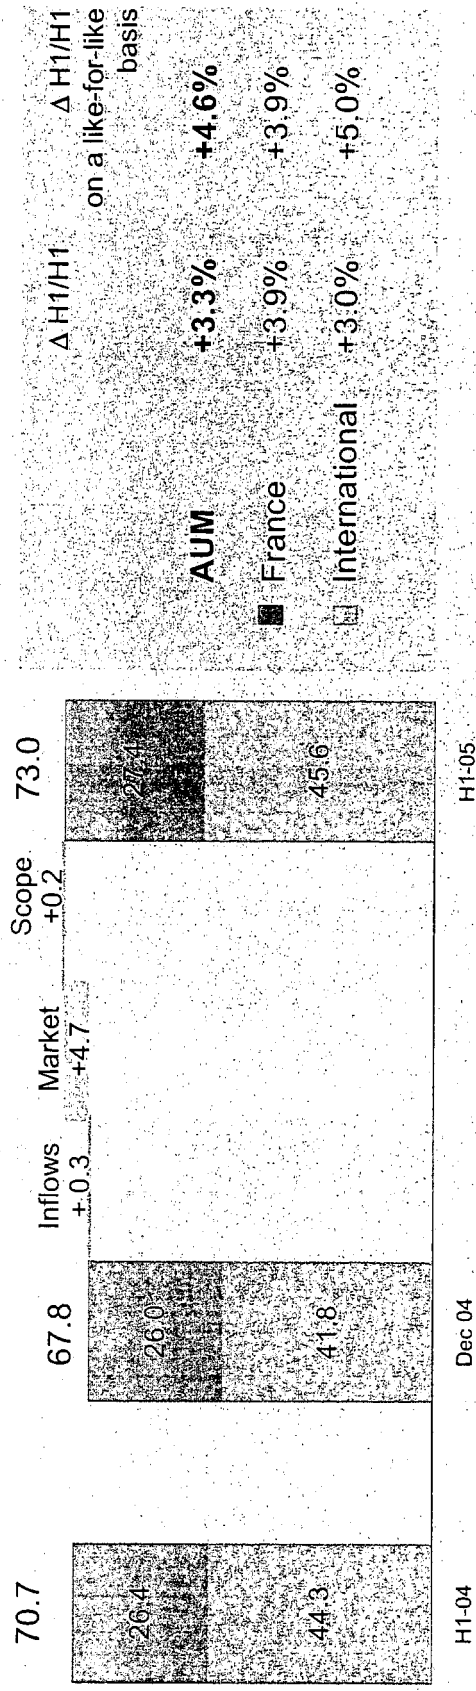 70.7
26.4
44.3
H1-04
67.8
26.0
41.8
Dec 04
Inflows
+0.3
Market
+4.7
Scope
+0.2
73.0
27.4
45.6
H1-05
Δ H1/H1
Δ H1/H1
on a like-for-like
basis
AUM +3.3% +4.6%
France +3.9% +3.9%
International +3.0% +5.0%